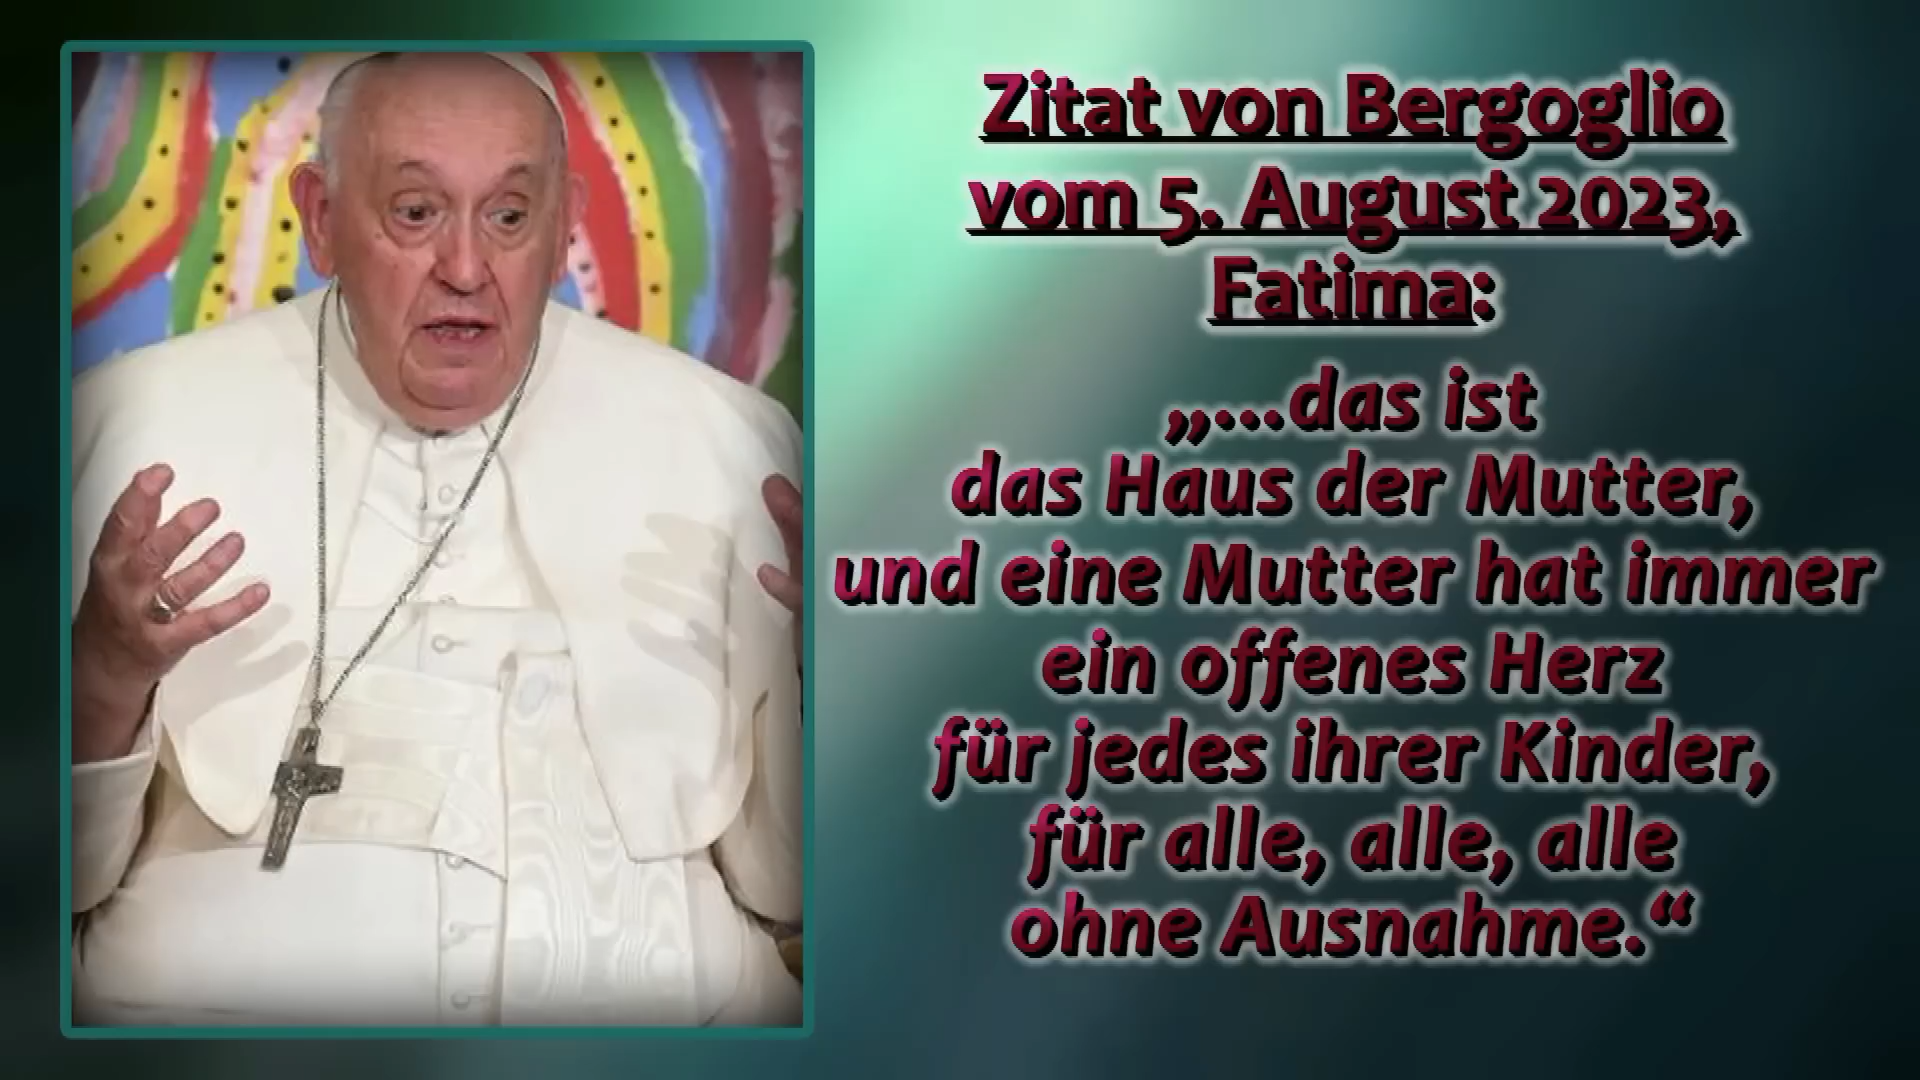 Zitat von Bergoglio
vom 5. August 2023,
Fatima:
„...das ist
das Haus der Mutter,
und eine Mutter hat immer
ein offenes Herz
für jedes ihrer Kinder,
für alle, alle, alle
ohne Ausnahme.“